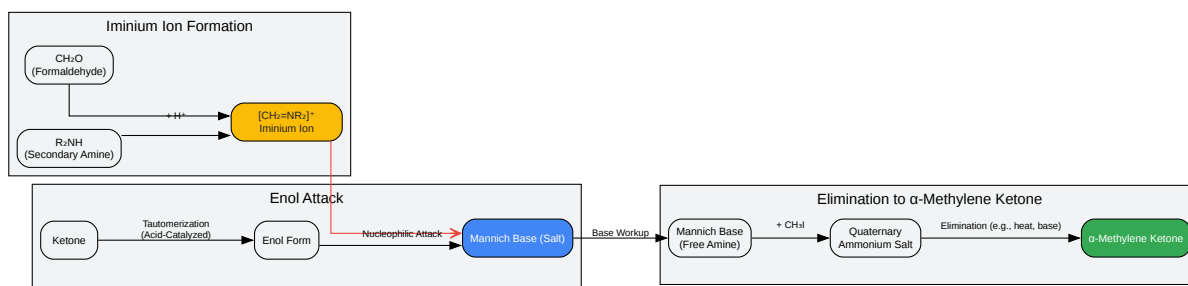 Iminium Ion Formation
CH₂O
(Formaldehyde)
+ H⁺
[CH₂=NR₂]⁺
Iminium Ion
R₂NH
(Secondary Amine)
Enol Attack
Ketone
Tautomerization
(Acid-Catalyzed)
Enol Form
Nucleophilic Attack
Mannich Base (Salt)
Base Workup
Elimination to α-Methylene Ketone
Mannich Base
(Free Amine)
+ CH₃I
Quaternary
Ammonium Salt
Elimination (e.g., heat, base)
α-Methylene Ketone